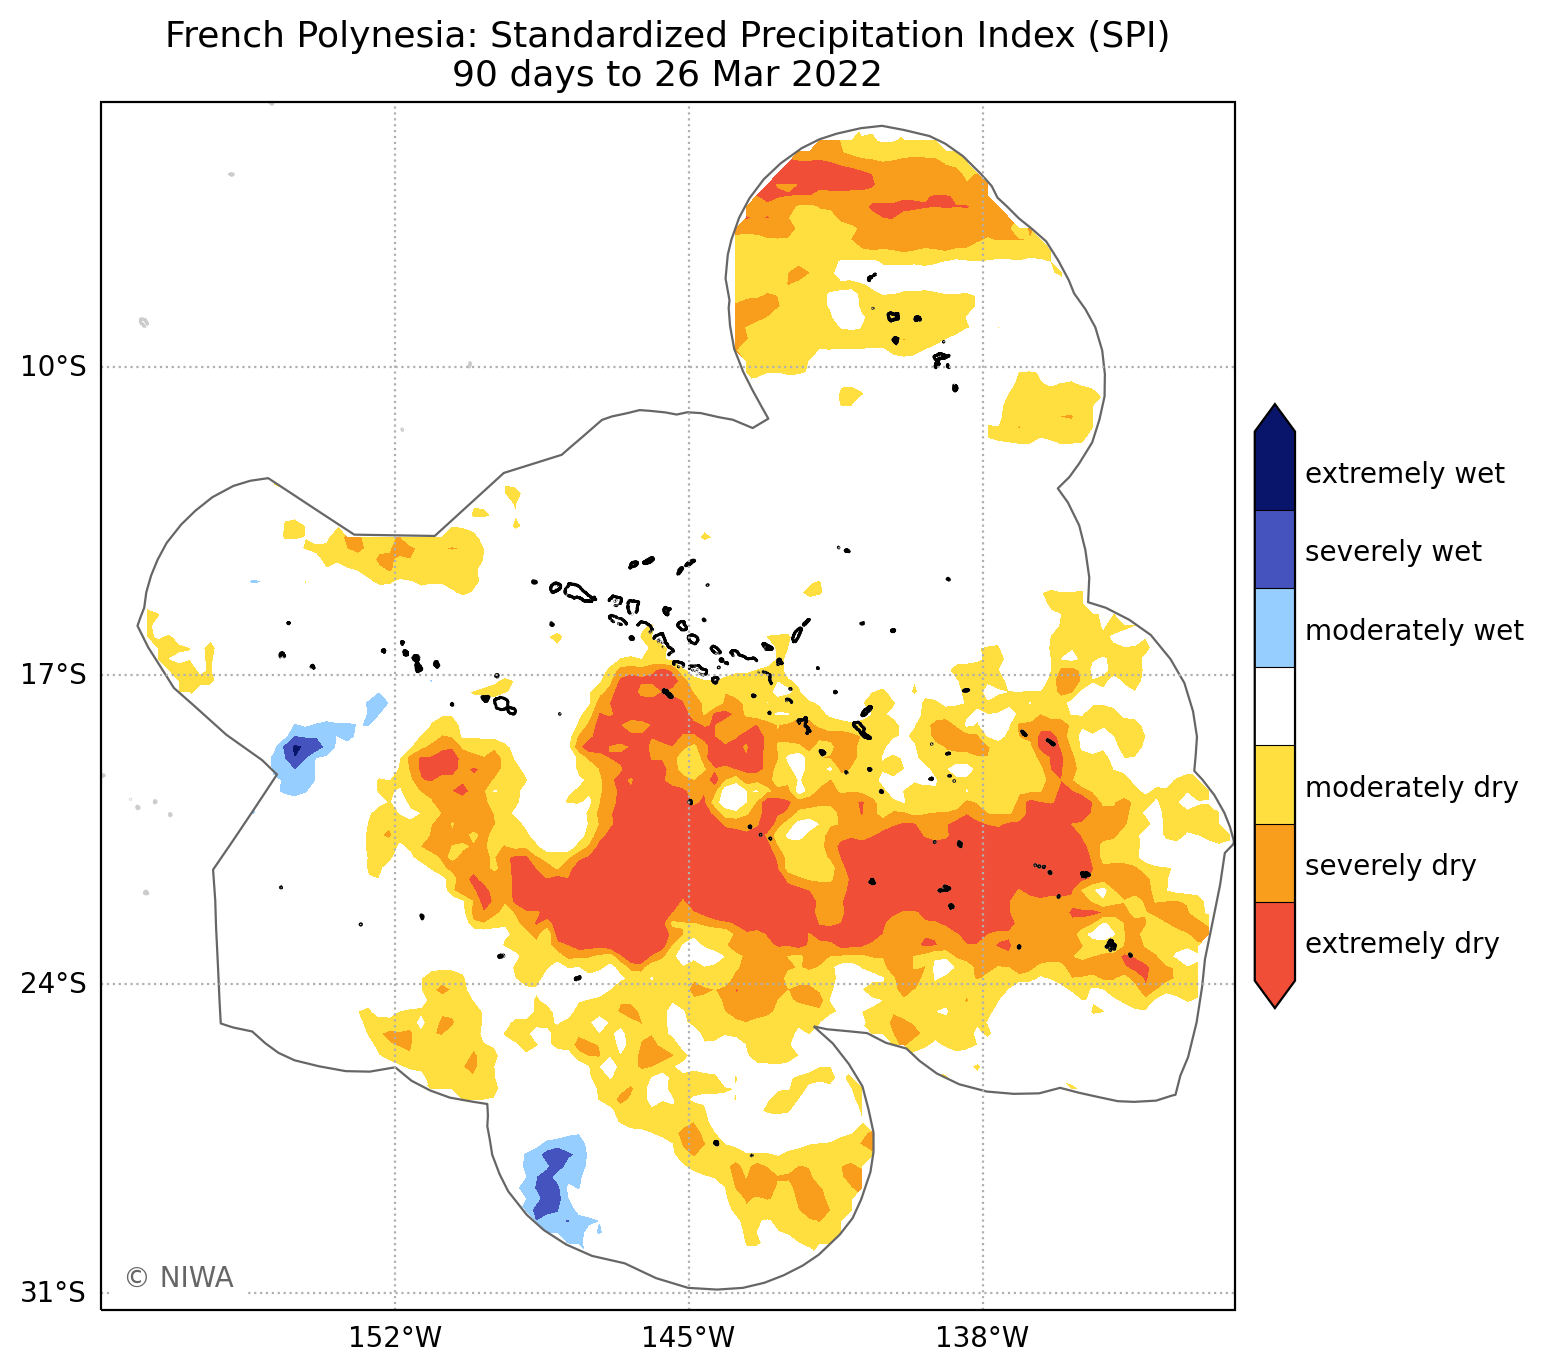 French Polynesia: Standardized Precipitation Index (SPI)
90 days to 26 Mar 2022
10°S
17°S
24°S
31°S
152°W
145°W
138°W
extremely wet
severely wet
moderately wet
moderately dry
severely dry
extremely dry
© NIWA